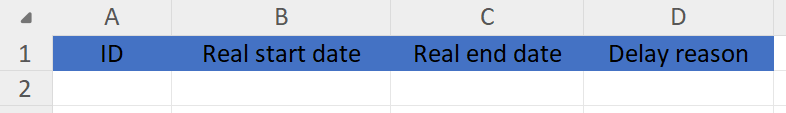 A B C D
1 ID Real start date Real end date Delay reason
2